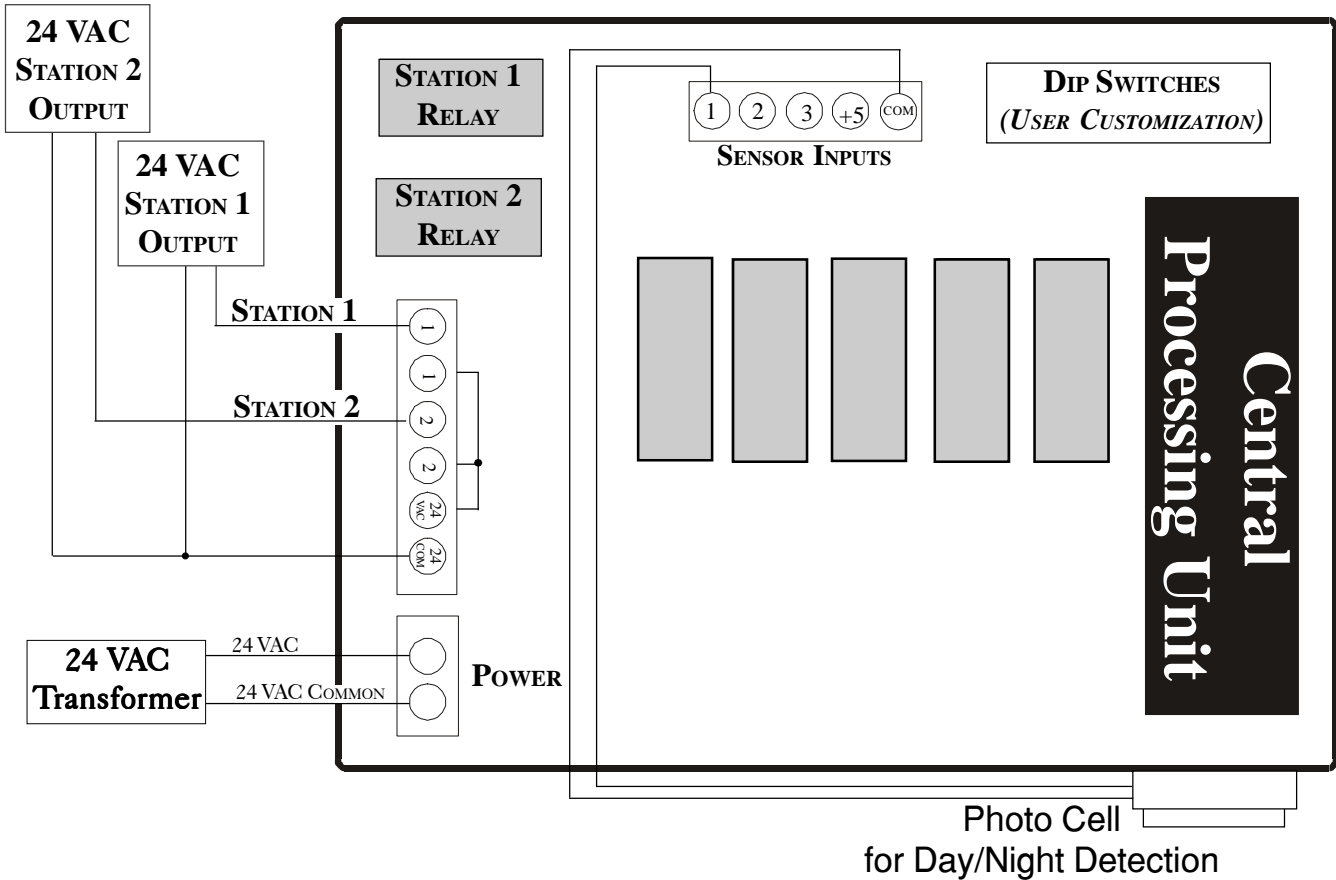 24 VAC
STATION 2
OUTPUT
24 VAC
STATION 1
OUTPUT
STATION 1
RELAY
STATION 2
RELAY
1
2
3
+5
COM
SENSOR INPUTS
DIP SWITCHES
(USER CUSTOMIZATION)
STATION 1
STATION 2
1
1
2
2
24
VAC
24
COM
Central
Processing Unit
24 VAC
Transformer
24 VAC
24 VAC COMMON
POWER
Photo Cell
for Day/Night Detection